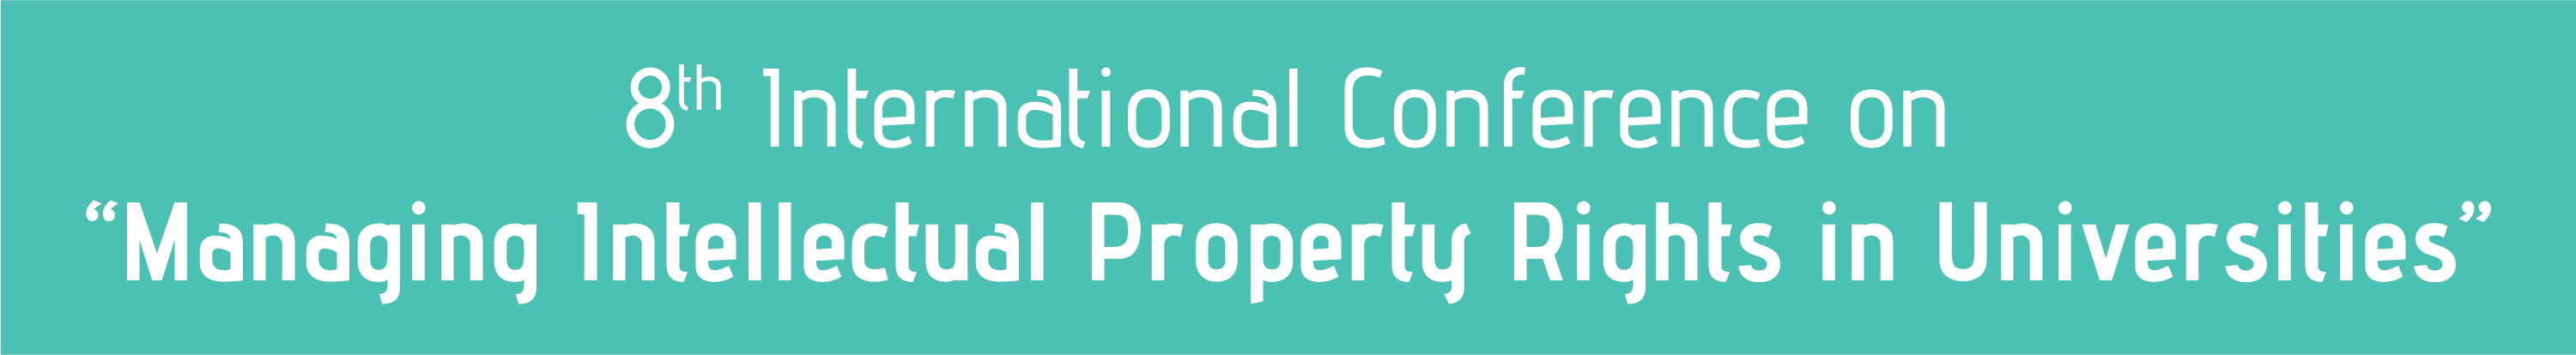 8th International Conference on
“Managing Intellectual Property Rights in Universities”